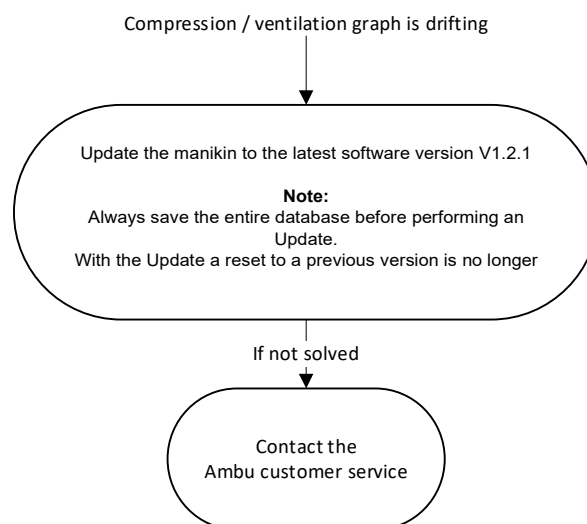 Compression / ventilation graph is drifting
Update the manikin to the latest software version V1.2.1
Note:
Always save the entire database before performing an
Update.
With the Update a reset to a previous version is no longer
If not solved
Contact the
Ambu customer service